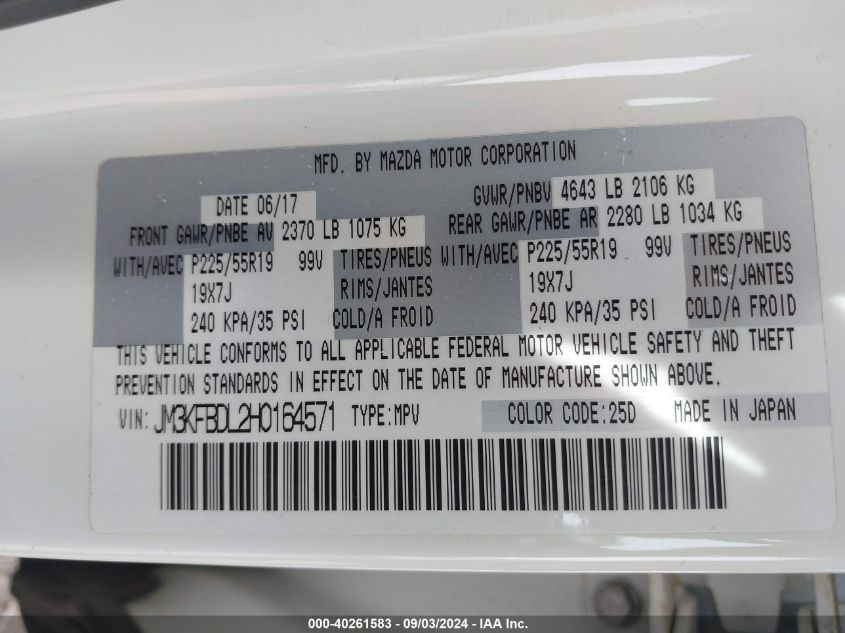 MFD. BY MAZDA MOTOR CORPORATION
DATE 06/17 GVWR/PNBV 4643 LB 2106 KG
FRONT GAWR/PNBE AV 2370 LB 1075 KG REAR GAWR/PNBE AR 2280 LB 1034 KG
WITH/AVEC P225/55R19 99V TIRES/PNEUS WITH/AVEC P225/55R19 99V TIRES/PNEUS
19X7J RIMS/JANTES 19X7J RIMS/JANTES
240 KPA/35 PSI COLD/A FROID 240 KPA/35 PSI COLD/A FROID
THIS VEHICLE CONFORMS TO ALL APPLICABLE FEDERAL MOTOR VEHICLE SAFETY AND THEFT
PREVENTION STANDARDS IN EFFECT ON THE DATE OF MANUFACTURE SHOWN ABOVE.
VIN: JM3KFBDL2H0164571 TYPE:MPV COLOR CODE:25D MADE IN JAPAN
000-40261583 - 09/03/2024 - IAA Inc.